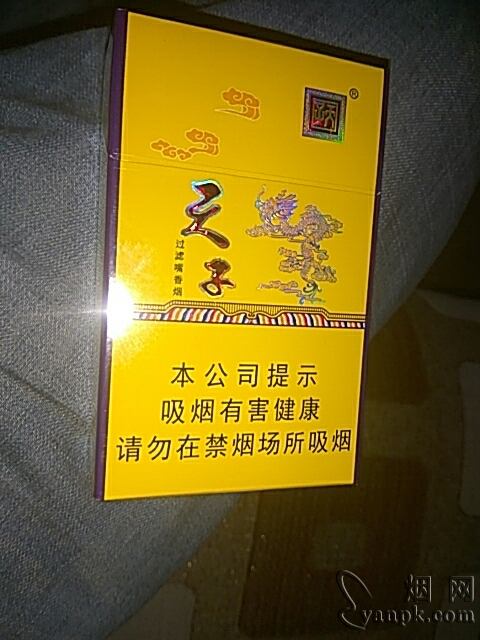 ®
天子
过滤嘴香烟
本公司提示
吸烟有害健康
请勿在禁烟场所吸烟
烟网
yanpk.com